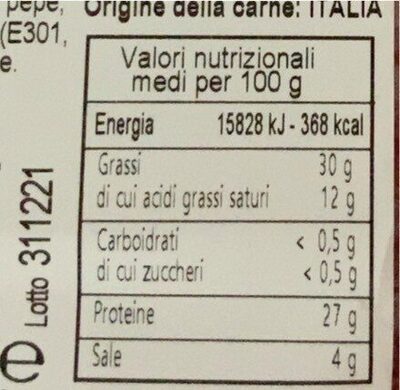 pepe, Origine della carne: ITALIA
(E301,
e.
Valori nutrizionali
medi per 100 g
Energia 15828 kJ - 368 kcal
Grassi 30 g
di cui acidi grassi saturi 12 g
Carboidrati < 0,5 g
di cui zuccheri < 0,5 g
Proteine 27 g
Sale 4 g
Lotto 311221
e